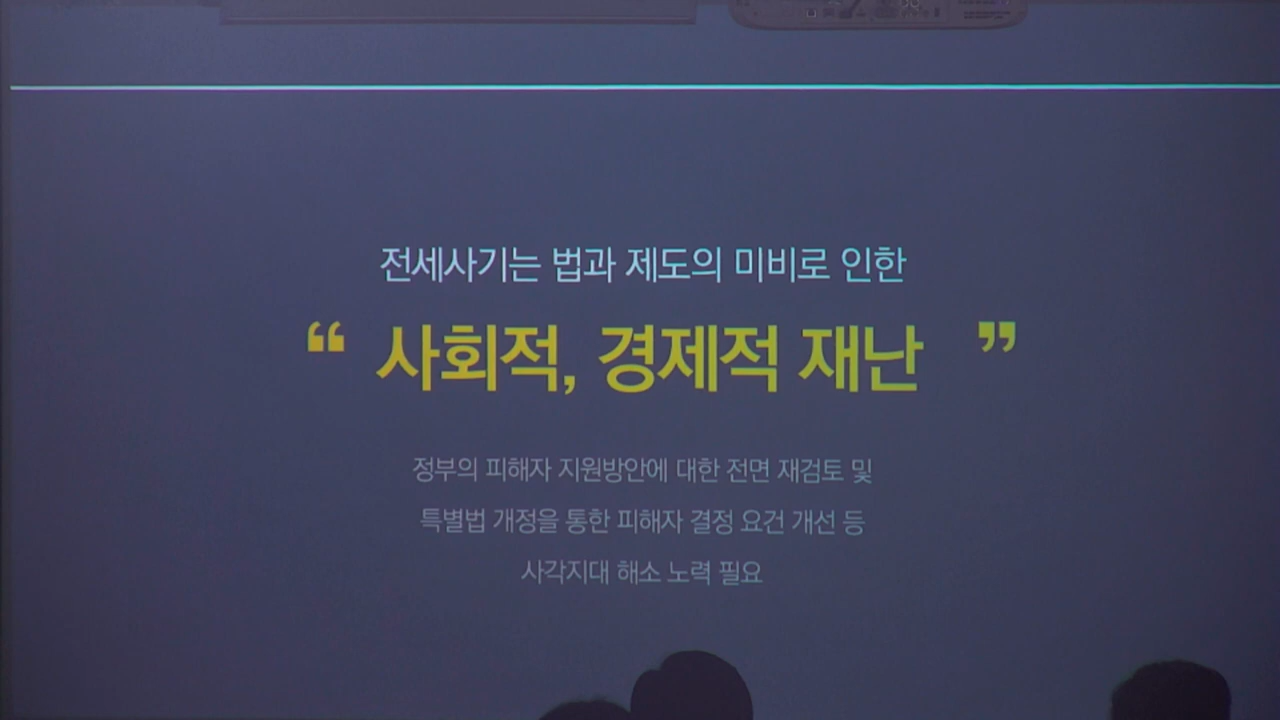 전세사기는 법과 제도의 미비로 인한
“ 사회적, 경제적 재난 ”
정부의 피해자 지원방안에 대한 전면 재검토 및
특별법 개정을 통한 피해자 결정 요건 개선 등
사각지대 해소 노력 필요